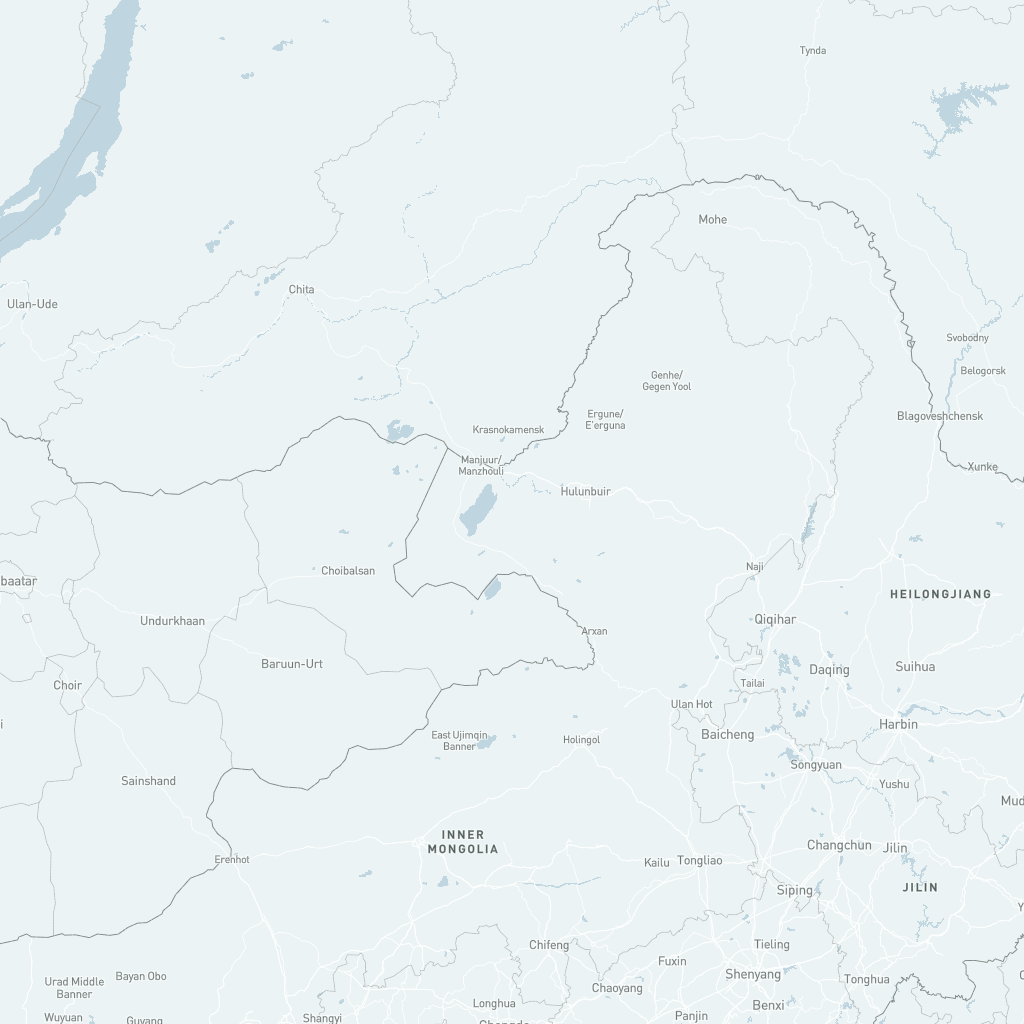 Tynda
Mohe
Chita
Ulan-Ude
Svobodny
Belogorsk
Genhe/
Gegen Yool
Blagoveshchensk
Ergune/
E'erguna
Krasnokamensk
Manjuur/
Manzhouli
Xunke
Hulunbuir
Naji
Choibalsan
baatar
HEILONGJIANG
Undurkhaan
Qiqihar
Arxan
Baruun-Urt
Suihua
Daqing
Choir
Tailai
Ulan Hot
i
Harbin
Baicheng
East Ujimqin
Banner
Holingol
Songyuan
Sainshand
Yushu
Mud
INNER
MONGOLIA
Changchun
Jilin
Erenhot
Kailu
Tongliao
Siping
JILIN
Y
Chifeng
Tieling
Fuxin
Shenyang
Bayan Obo
Urad Middle
Banner
Tonghua
Chaoyang
Longhua
Benxi
Wuyuan
Guyang
Shangyi
Panjin